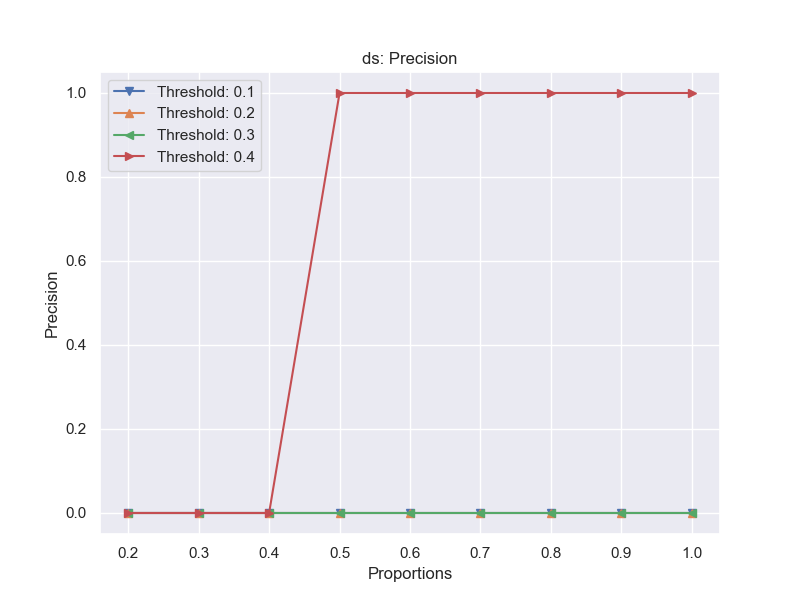 ds: Precision
Threshold: 0.1
Threshold: 0.2
Threshold: 0.3
Threshold: 0.4
1.0
0.8
0.6
0.4
0.2
0.0
Precision
0.2 0.3 0.4 0.5 0.6 0.7 0.8 0.9 1.0
Proportions